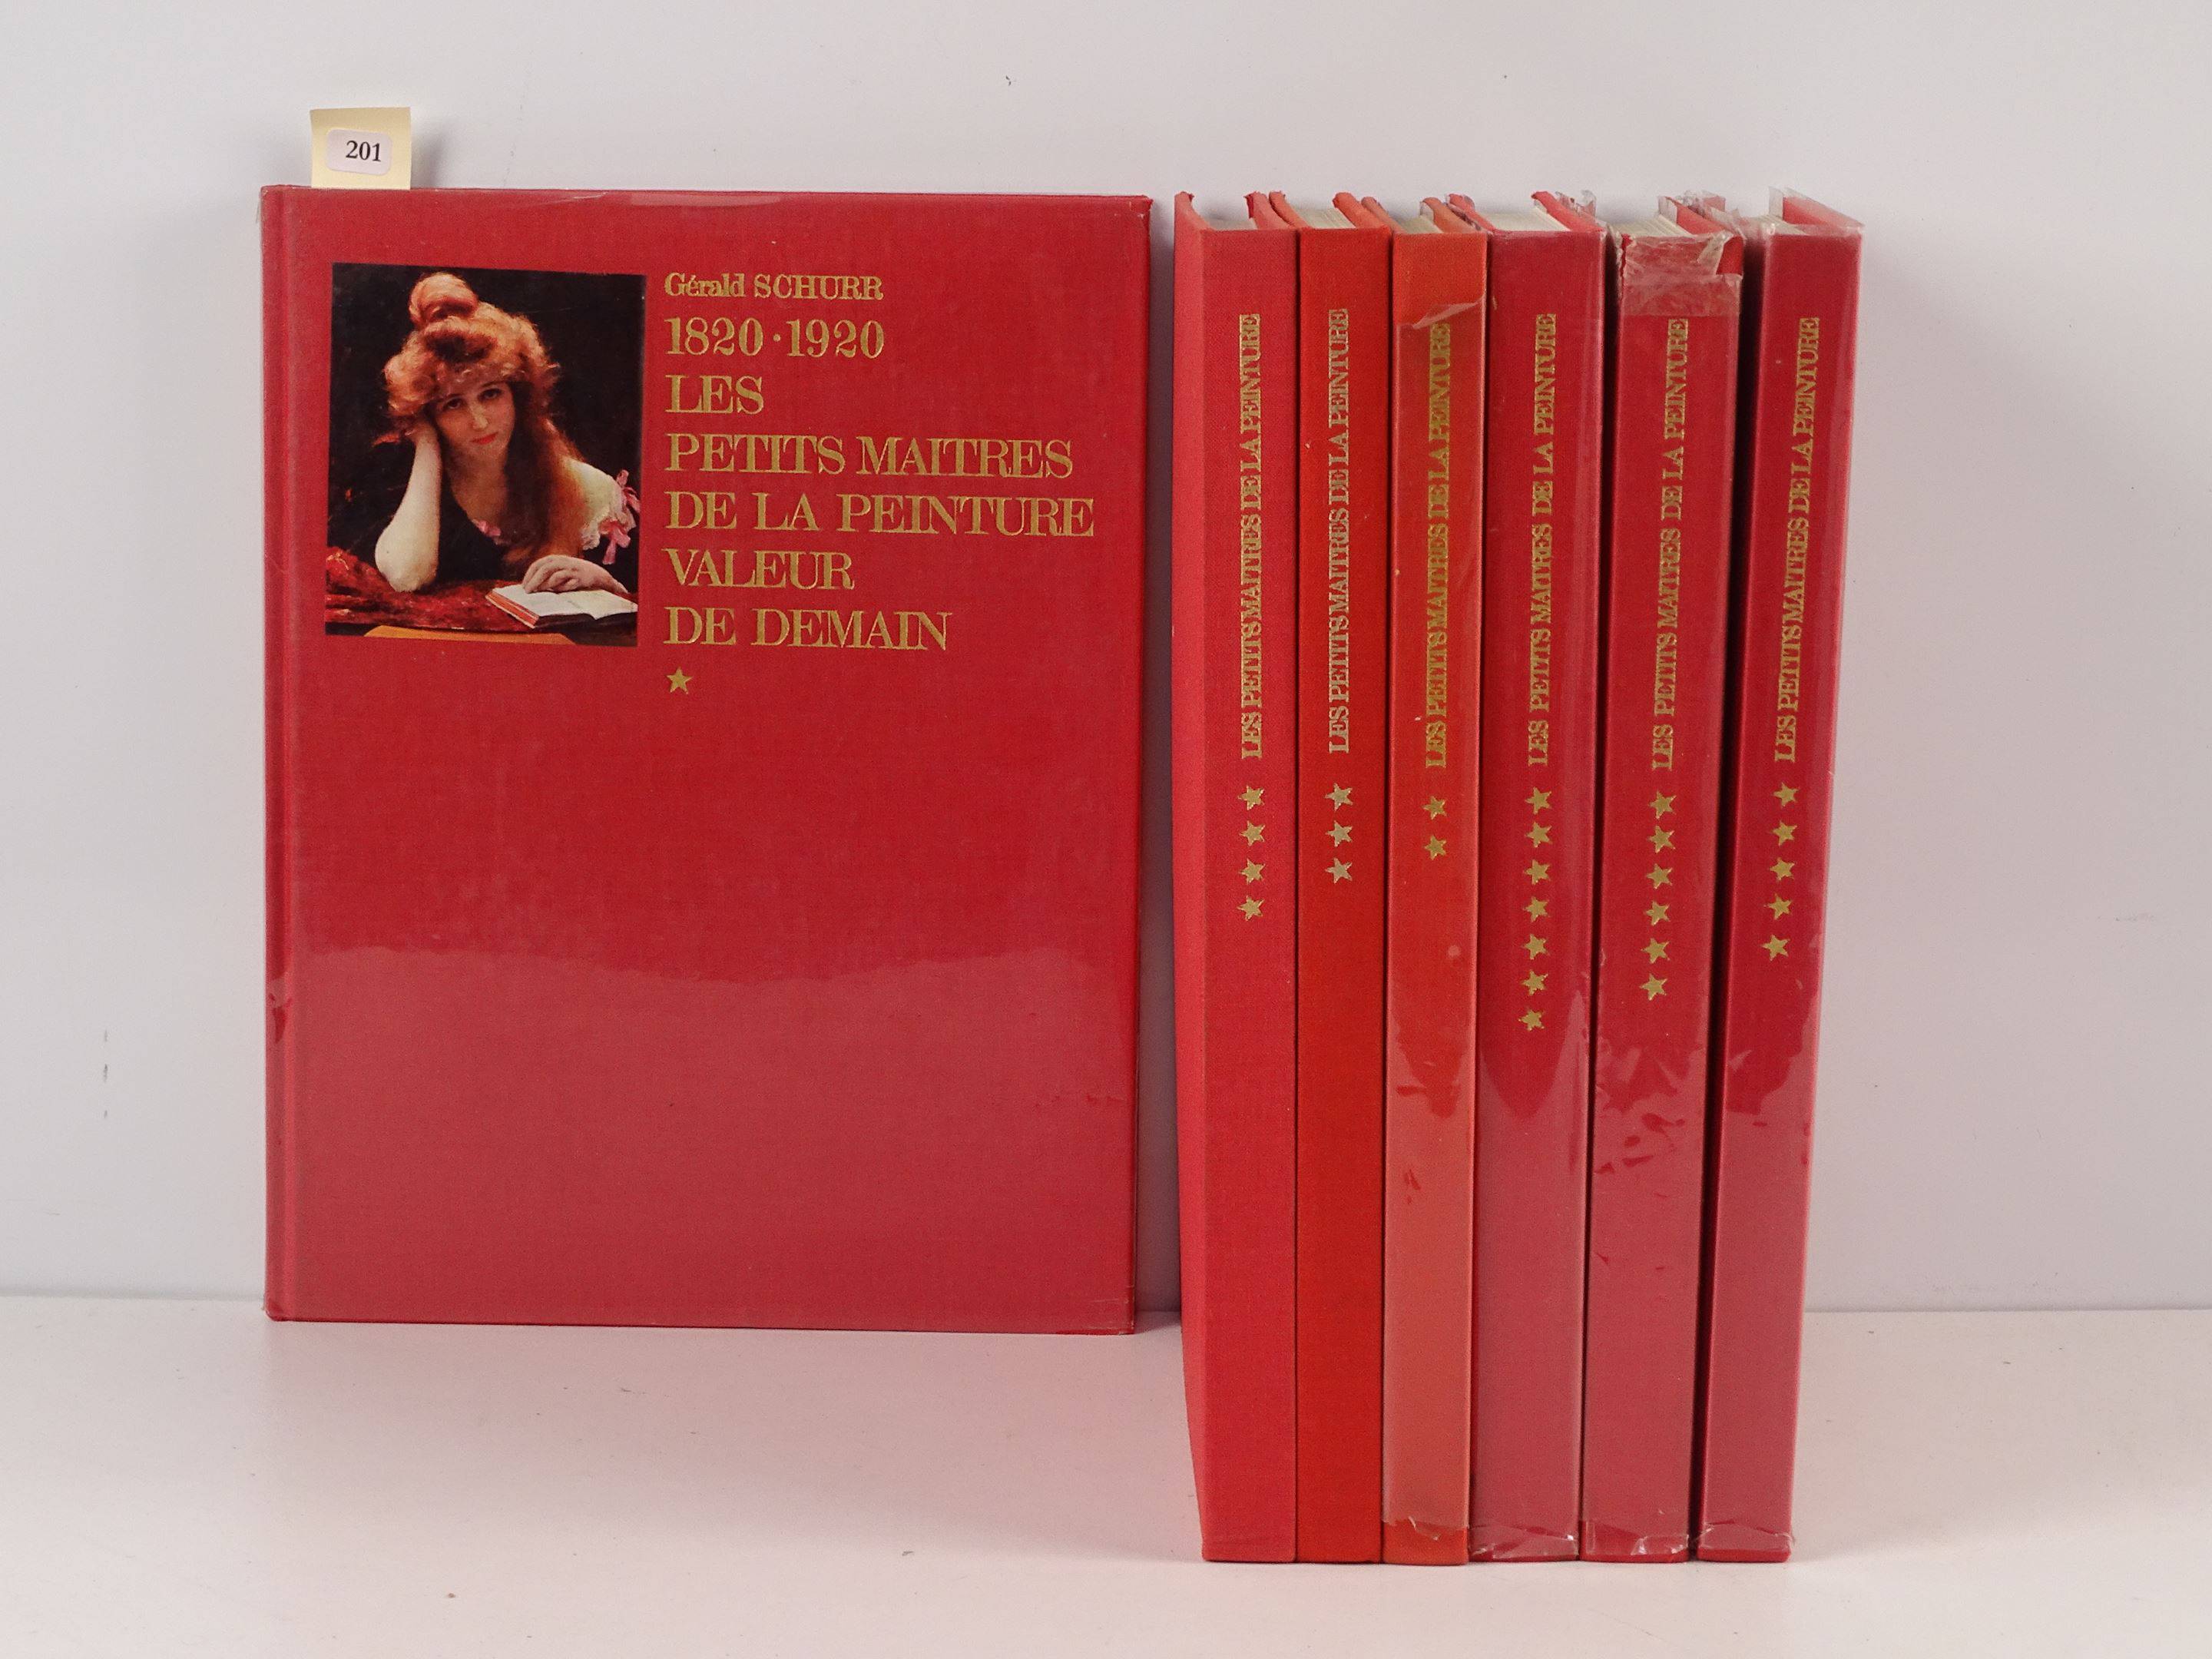 201
Gérald SCHURR
1820·1920
LES
PETITS MAITRES
DE LA PEINTURE
VALEUR
DE DEMAIN
★
★★★★ LES PETITS MAITRES DE LA PEINTURE
★★★ LES PETITS MAITRES DE LA PEINTURE
★★ LES PETITS MAITRES DE LA PEINTURE
★★★★★★★ LES PETITS MAITRES DE LA PEINTURE
★★★★★★ LES PETITS MAITRES DE LA PEINTURE
★★★★★ LES PETITS MAITRES DE LA PEINTURE